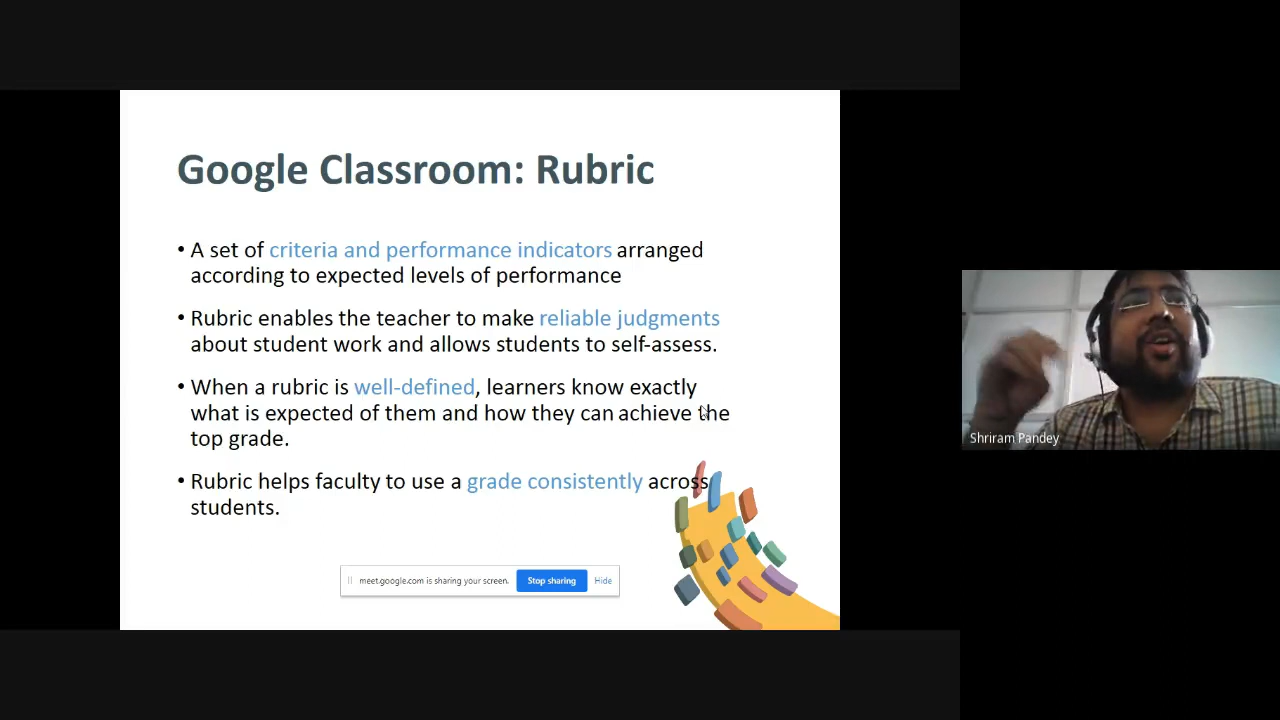 Google Classroom: Rubric
• A set of criteria and performance indicators arranged
according to expected levels of performance
• Rubric enables the teacher to make reliable judgments
about student work and allows students to self-assess.
• When a rubric is well-defined, learners know exactly
what is expected of them and how they can achieve the
top grade.
• Rubric helps faculty to use a grade consistently across
students.
meet.google.com is sharing your screen. Stop sharing Hide
Shriram Pandey